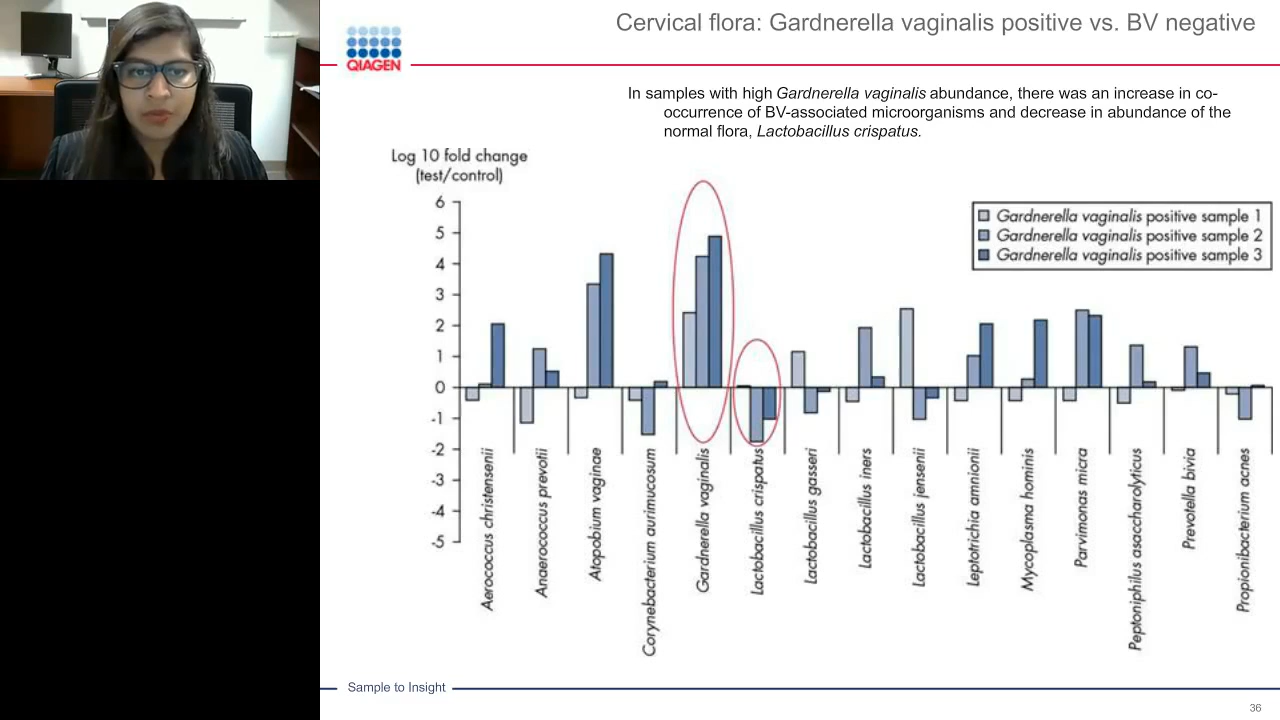 Cervical flora: Gardnerella vaginalis positive vs. BV negative
QIAGEN
In samples with high Gardnerella vaginalis abundance, there was an increase in co-
occurrence of BV-associated microorganisms and decrease in abundance of the
normal flora, Lactobacillus crispatus.
Log 10 fold change
(test/control)
6
5
4
3
2
1
0
-1
-2
-3
-4
-5
Gardnerella vaginalis positive sample 1
Gardnerella vaginalis positive sample 2
Gardnerella vaginalis positive sample 3
Aerococcus christensenii
Anaerococcus prevotii
Atopobium vaginae
Corynebacterium aurimucosum
Gardnerella vaginalis
Lactobacillus crispatus
Lactobacillus gasseri
Lactobacillus iners
Lactobacillus jensenii
Leptotrichia amnionii
Mycoplasma hominis
Parvimonas micra
Peptoniphilus asaccharolyticus
Prevotella bivia
Propionibacterium acnes
Sample to Insight
36